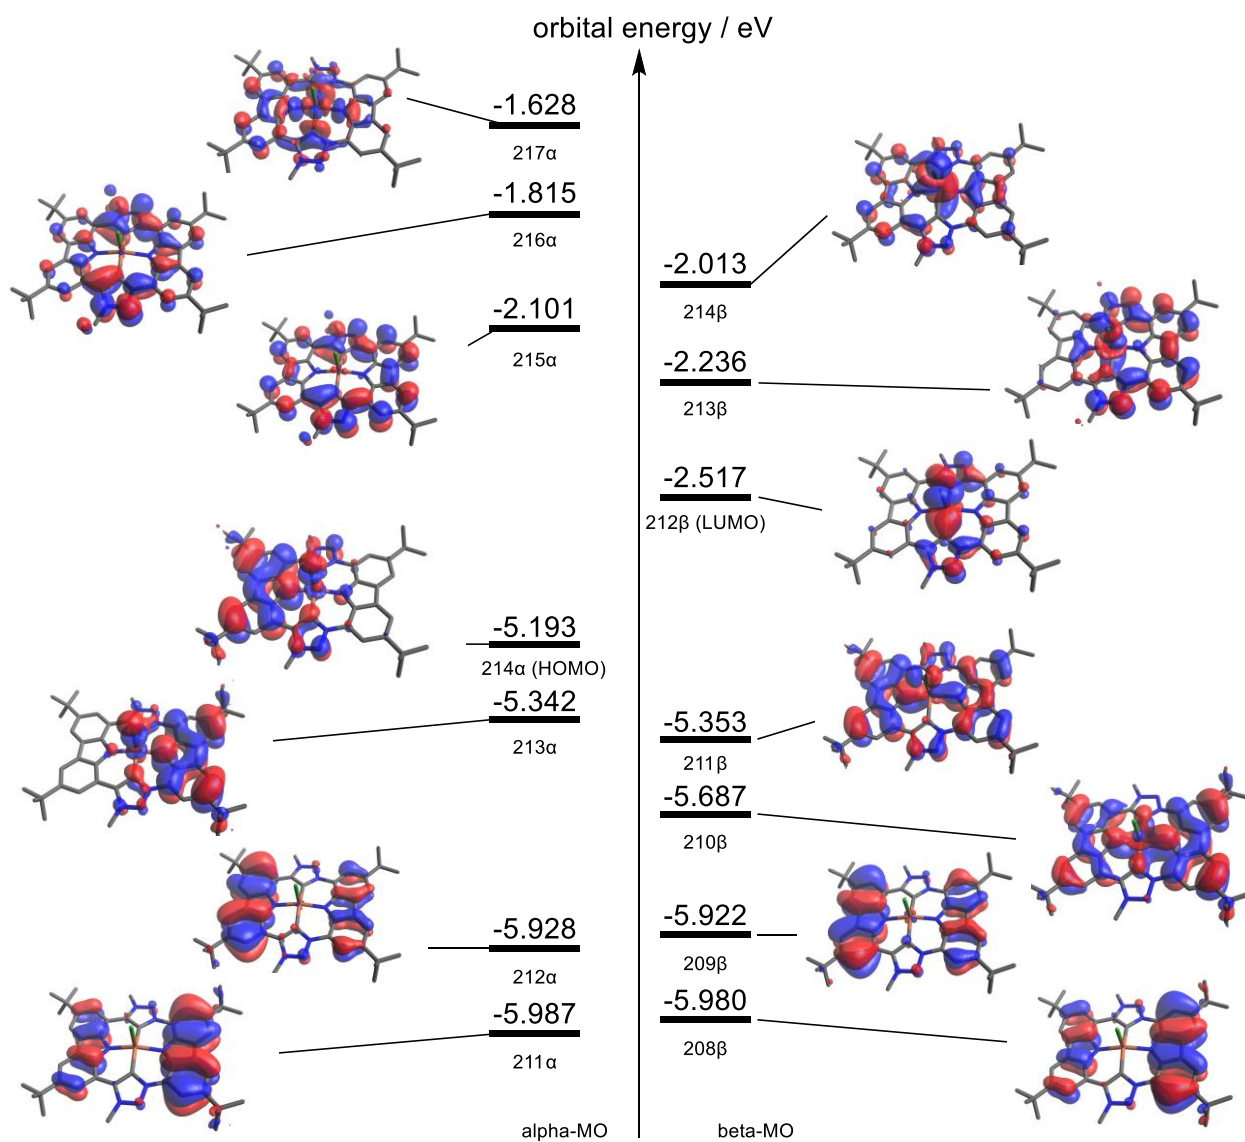 orbital energy / eV
-1.628
217α
-1.815
216α
-2.101
215α
-5.193
214α (HOMO)
-5.342
213α
-5.928
212α
-5.987
211α
alpha-MO
-2.013
214β
-2.236
213β
-2.517
212β (LUMO)
-5.353
211β
-5.687
210β
-5.922
209β
-5.980
208β
beta-MO